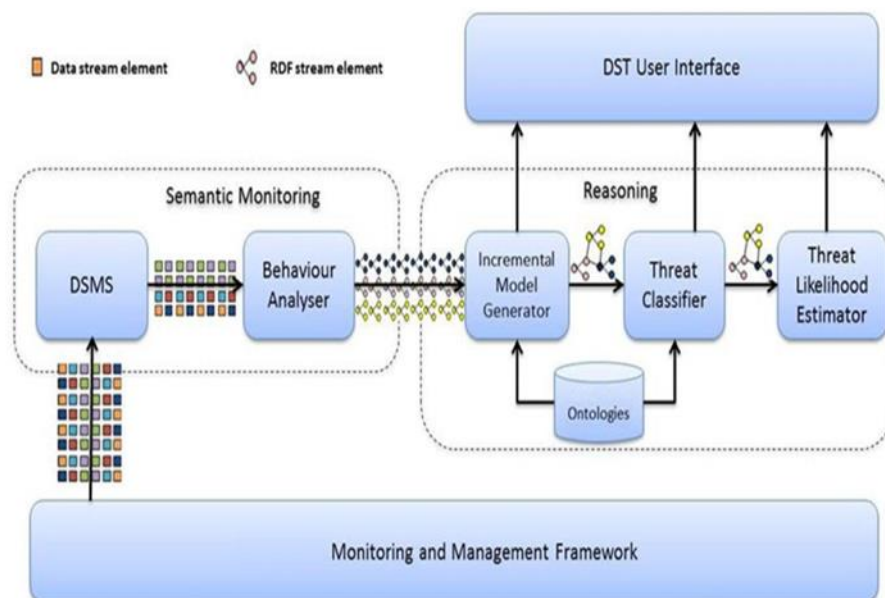 Data stream element
RDF stream element
DST User Interface
Semantic Monitoring
Reasoning
DSMS
Behaviour
Analyser
Incremental
Model
Generator
Threat
Classifier
Threat
Likelihood
Estimator
Ontologies
Monitoring and Management Framework